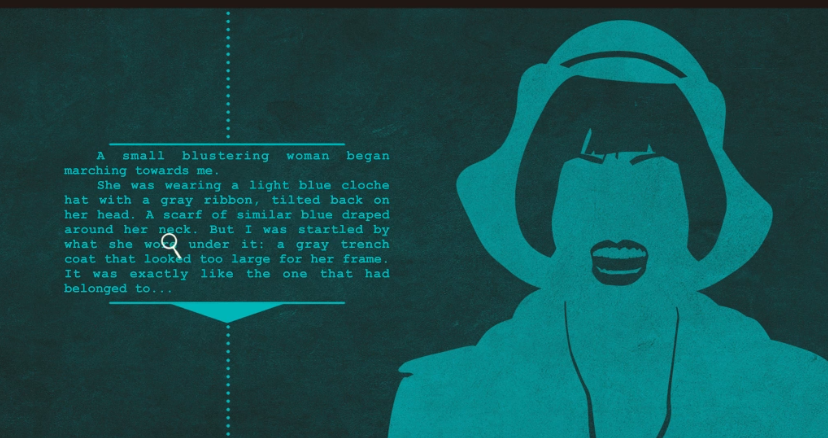 A small blustering woman began
marching towards me.
She was wearing a light blue cloche
hat with a gray ribbon, tilted back on
her head. A scarf of similar blue draped
around her neck. But I was startled by
what she wore under it: a gray trench
coat that looked too large for her frame.
It was exactly like the one that had
belonged to...